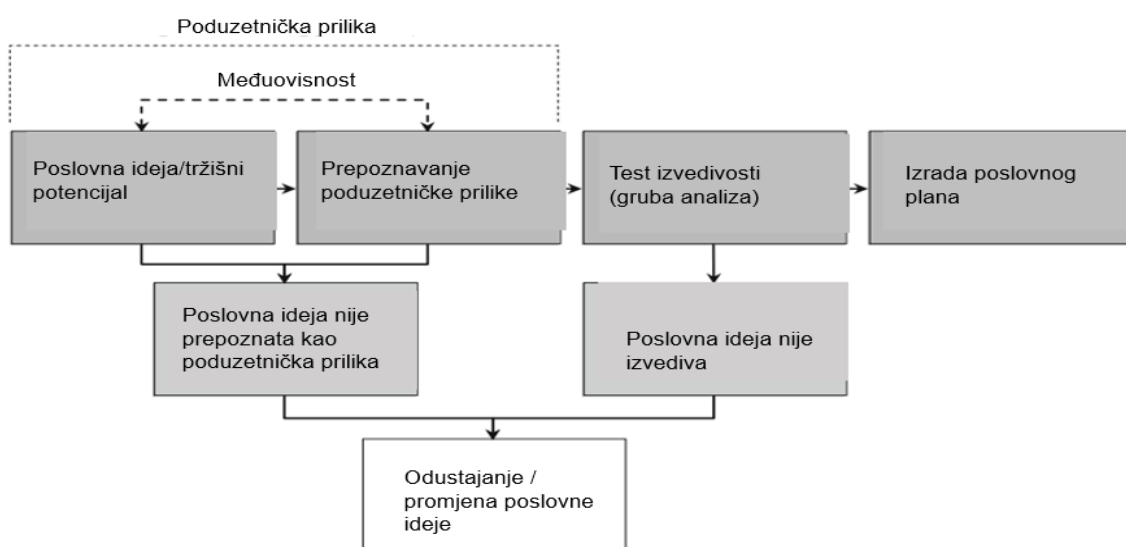 Poduzetnička prilika
Međuovisnost
Poslovna ideja/tržišni
potencijal
Prepoznavanje
poduzetničke prilike
Test izvedivosti
(gruba analiza)
Izrada poslovnog
plana
Poslovna ideja nije
prepoznata kao
poduzetnička prilika
Poslovna ideja nije
izvediva
Odustajanje /
promjena poslovne
ideje